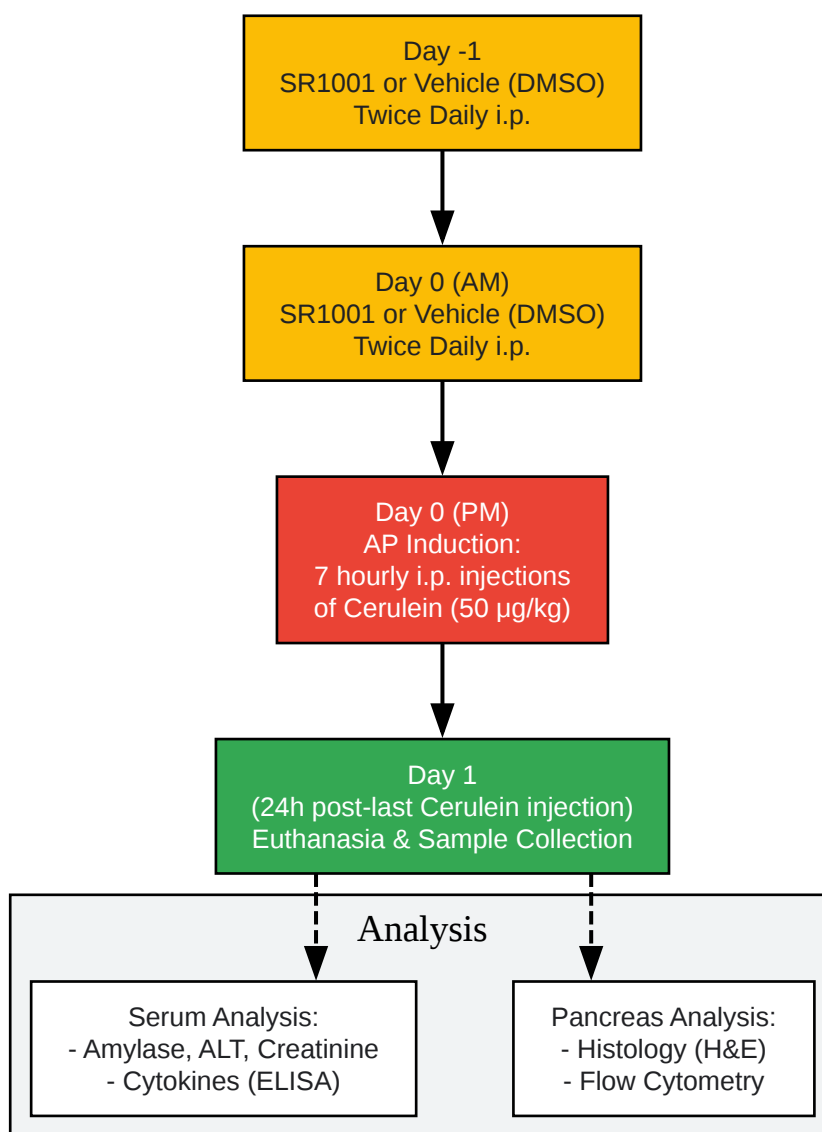 Day -1
SR1001 or Vehicle (DMSO)
Twice Daily i.p.
Day 0 (AM)
SR1001 or Vehicle (DMSO)
Twice Daily i.p.
Day 0 (PM)
AP Induction:
7 hourly i.p. injections
of Cerulein (50 μg/kg)
Day 1
(24h post-last Cerulein injection)
Euthanasia & Sample Collection
Analysis
Serum Analysis:
- Amylase, ALT, Creatinine
- Cytokines (ELISA)
Pancreas Analysis:
- Histology (H&E)
- Flow Cytometry